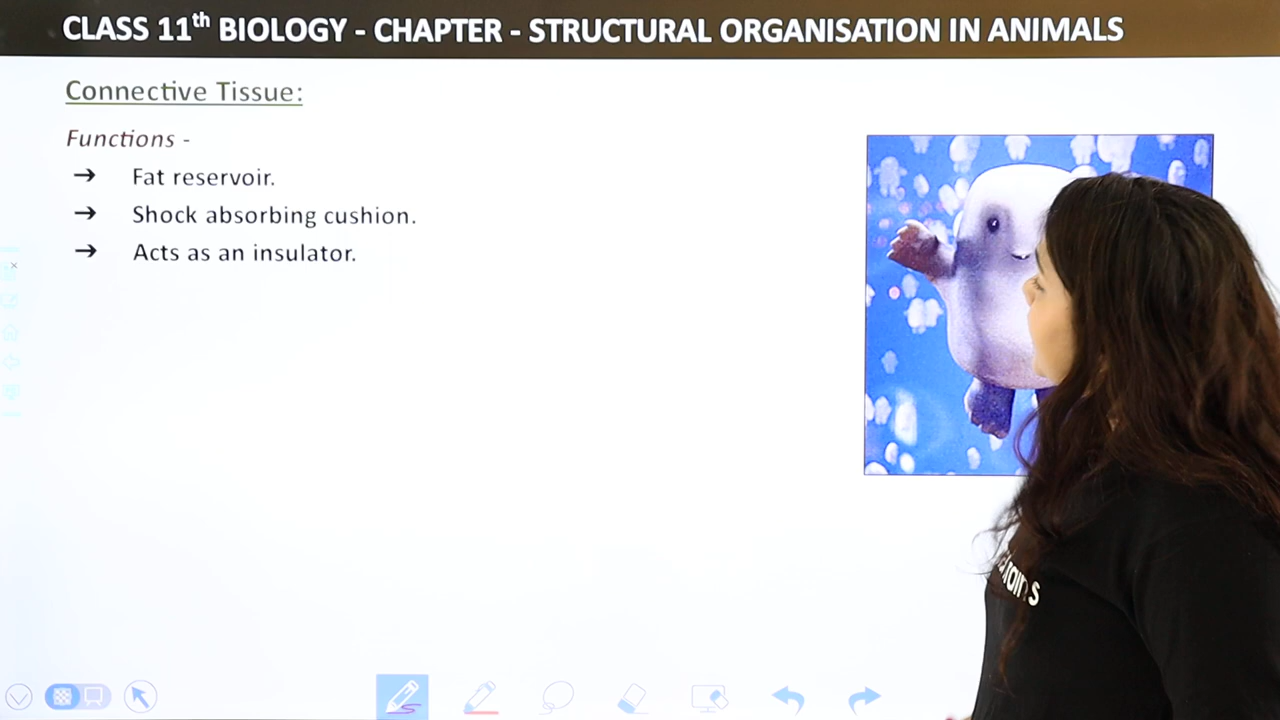 CLASS 11th BIOLOGY - CHAPTER - STRUCTURAL ORGANISATION IN ANIMALS
Connective Tissue:
Functions -
→ Fat reservoir.
→ Shock absorbing cushion.
→ Acts as an insulator.